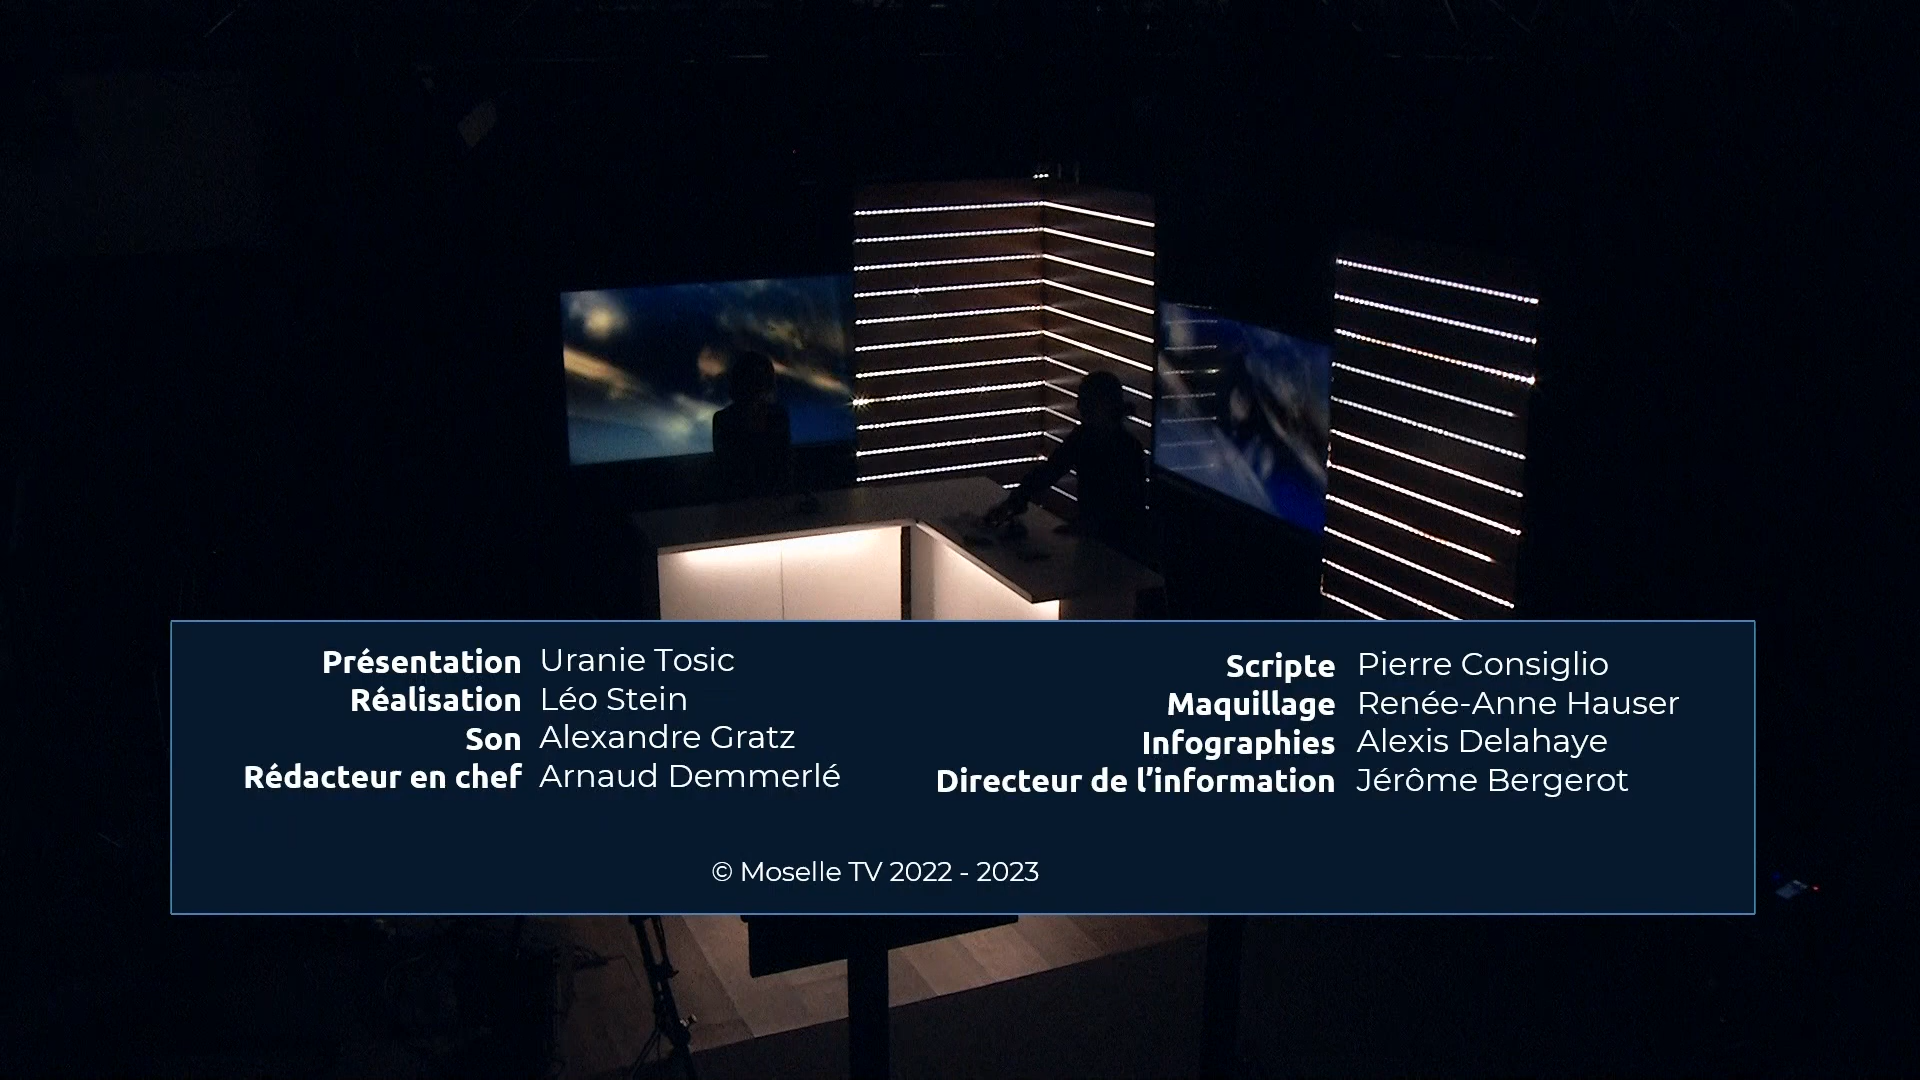 Présentation Uranie Tosic
Réalisation Léo Stein
Son Alexandre Gratz
Rédacteur en chef Arnaud Demmerlé
Scripte Pierre Consiglio
Maquillage Renée-Anne Hauser
Infographies Alexis Delahaye
Directeur de l'information Jérôme Bergerot
© Moselle TV 2022 - 2023